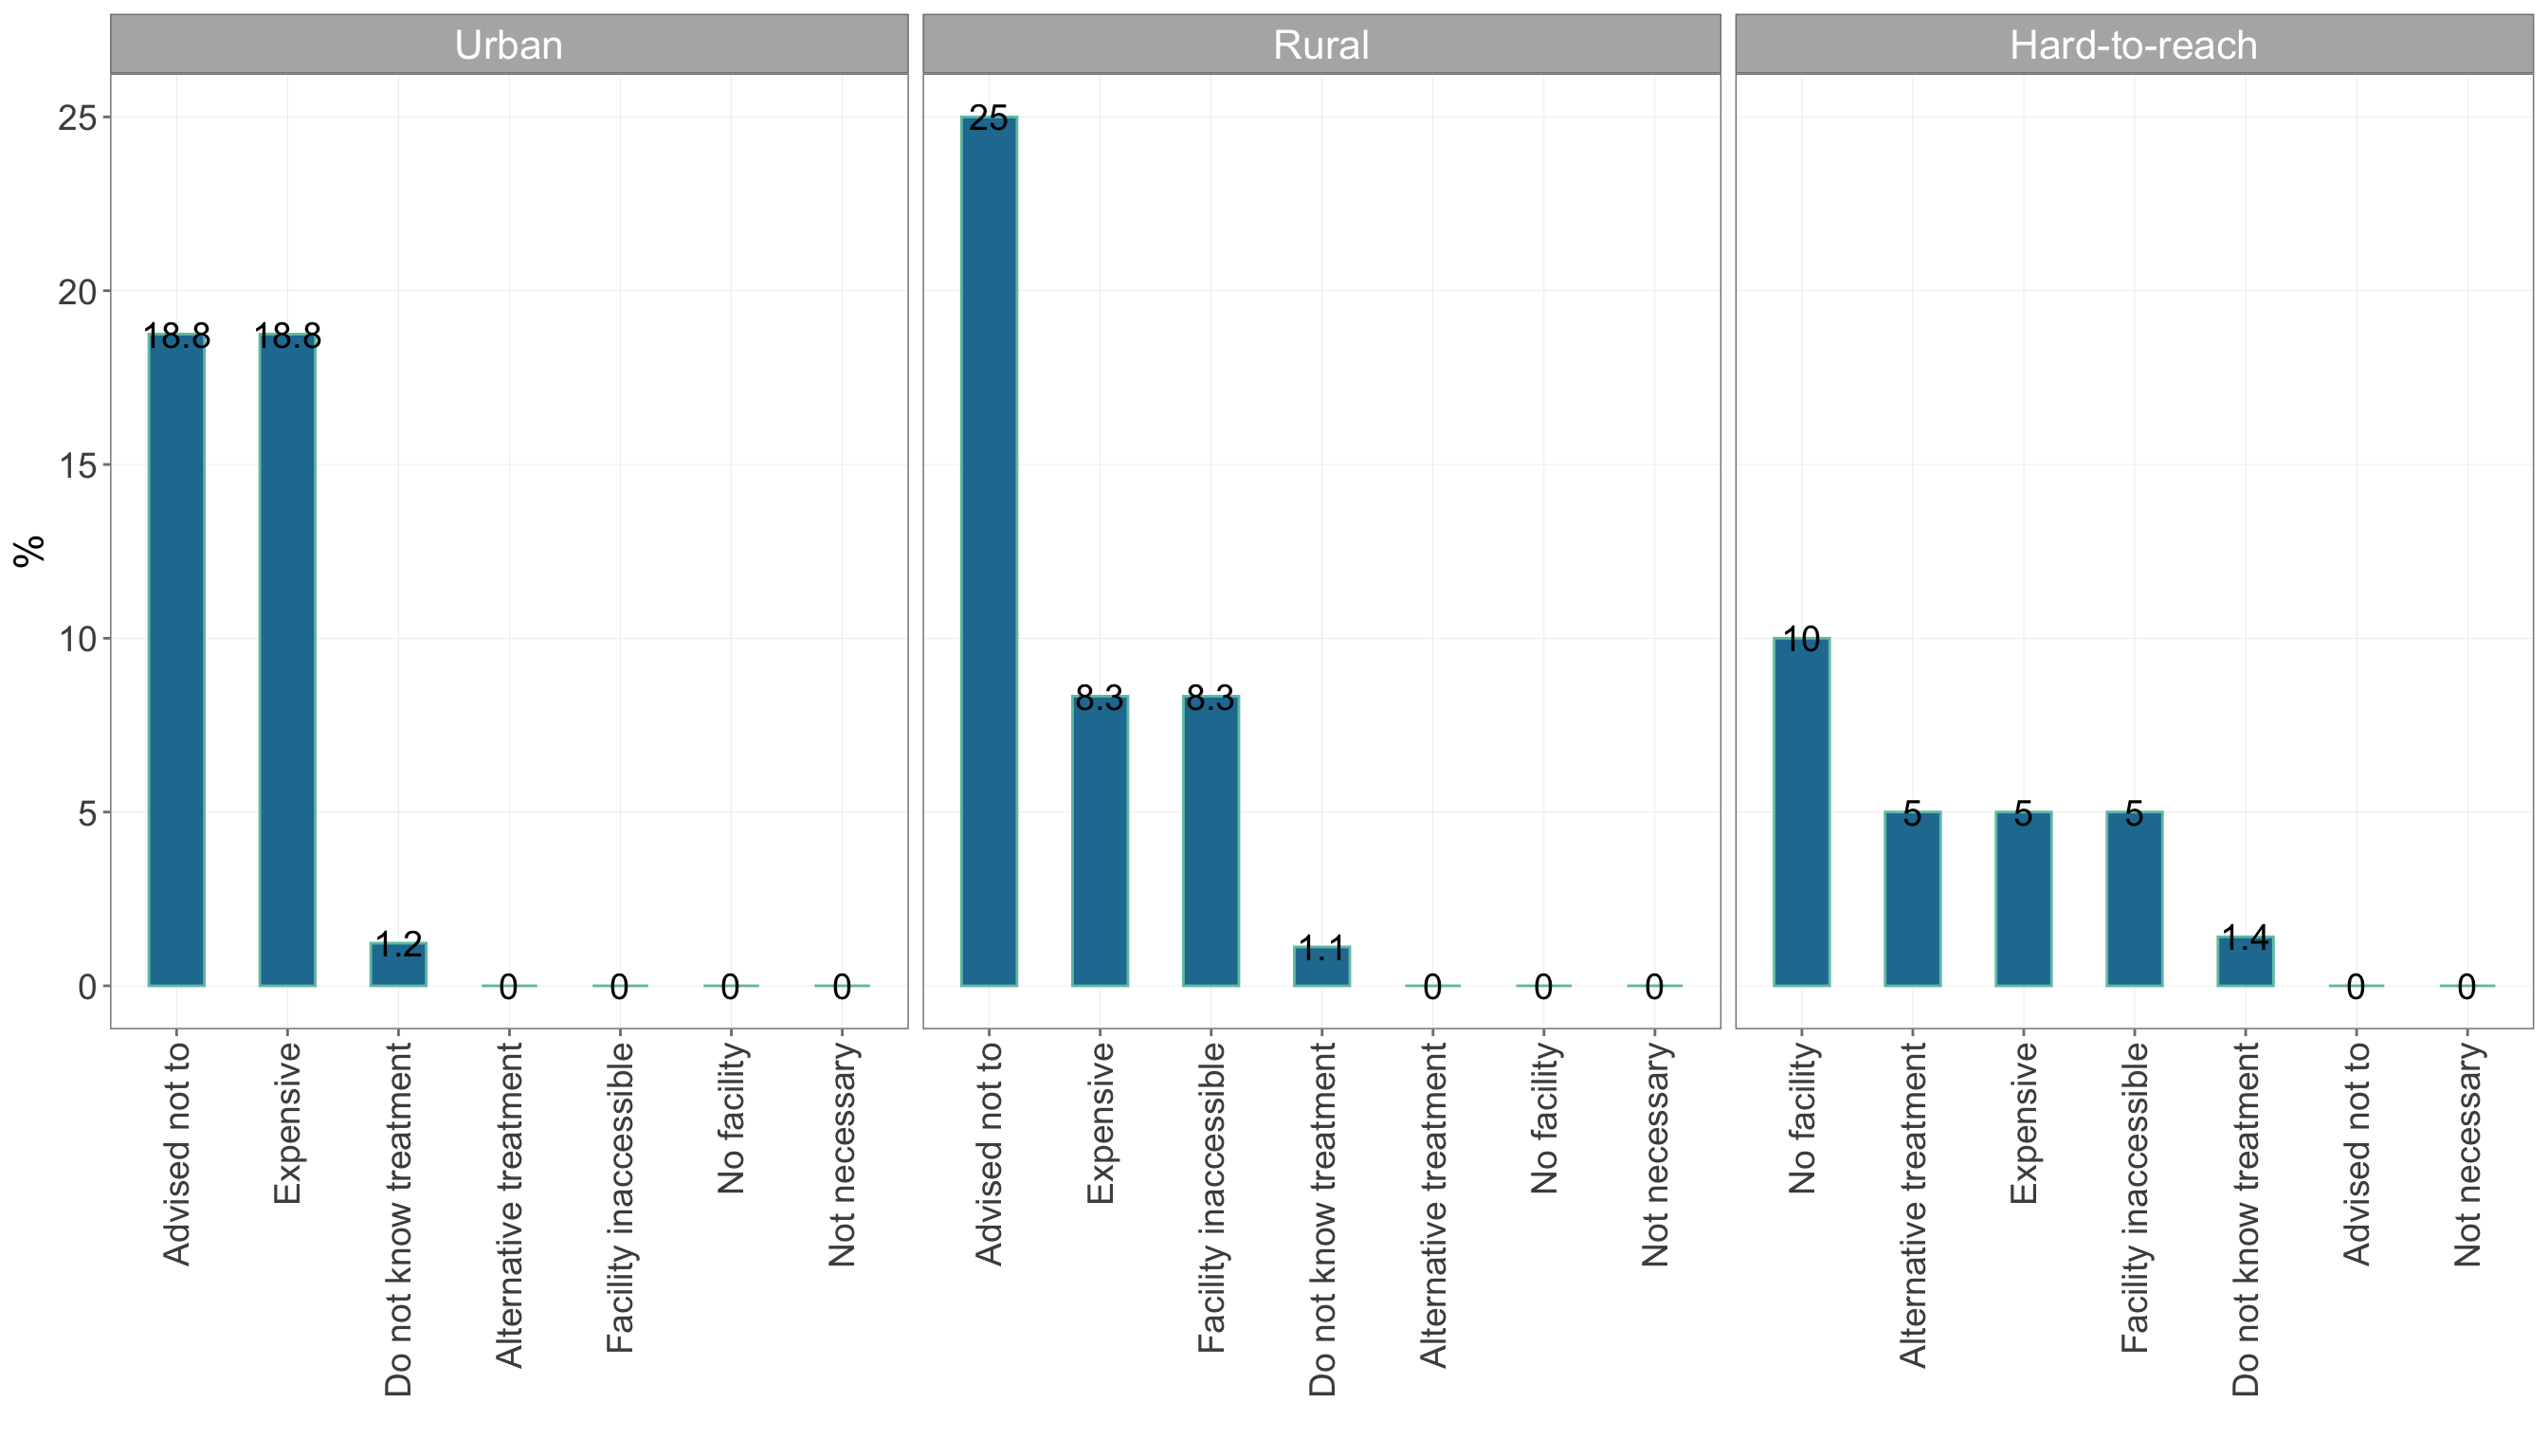 Urban
Rural
Hard-to-reach
%
25
20
15
10
5
0
18.8
18.8
1.2
0
0
0
0
25
8.3
8.3
1.1
0
0
0
10
5
5
5
1.4
0
0
Advised not to
Expensive
Do not know treatment
Alternative treatment
Facility inaccessible
No facility
Not necessary
Advised not to
Expensive
Facility inaccessible
Do not know treatment
Alternative treatment
No facility
Not necessary
No facility
Alternative treatment
Expensive
Facility inaccessible
Do not know treatment
Advised not to
Not necessary